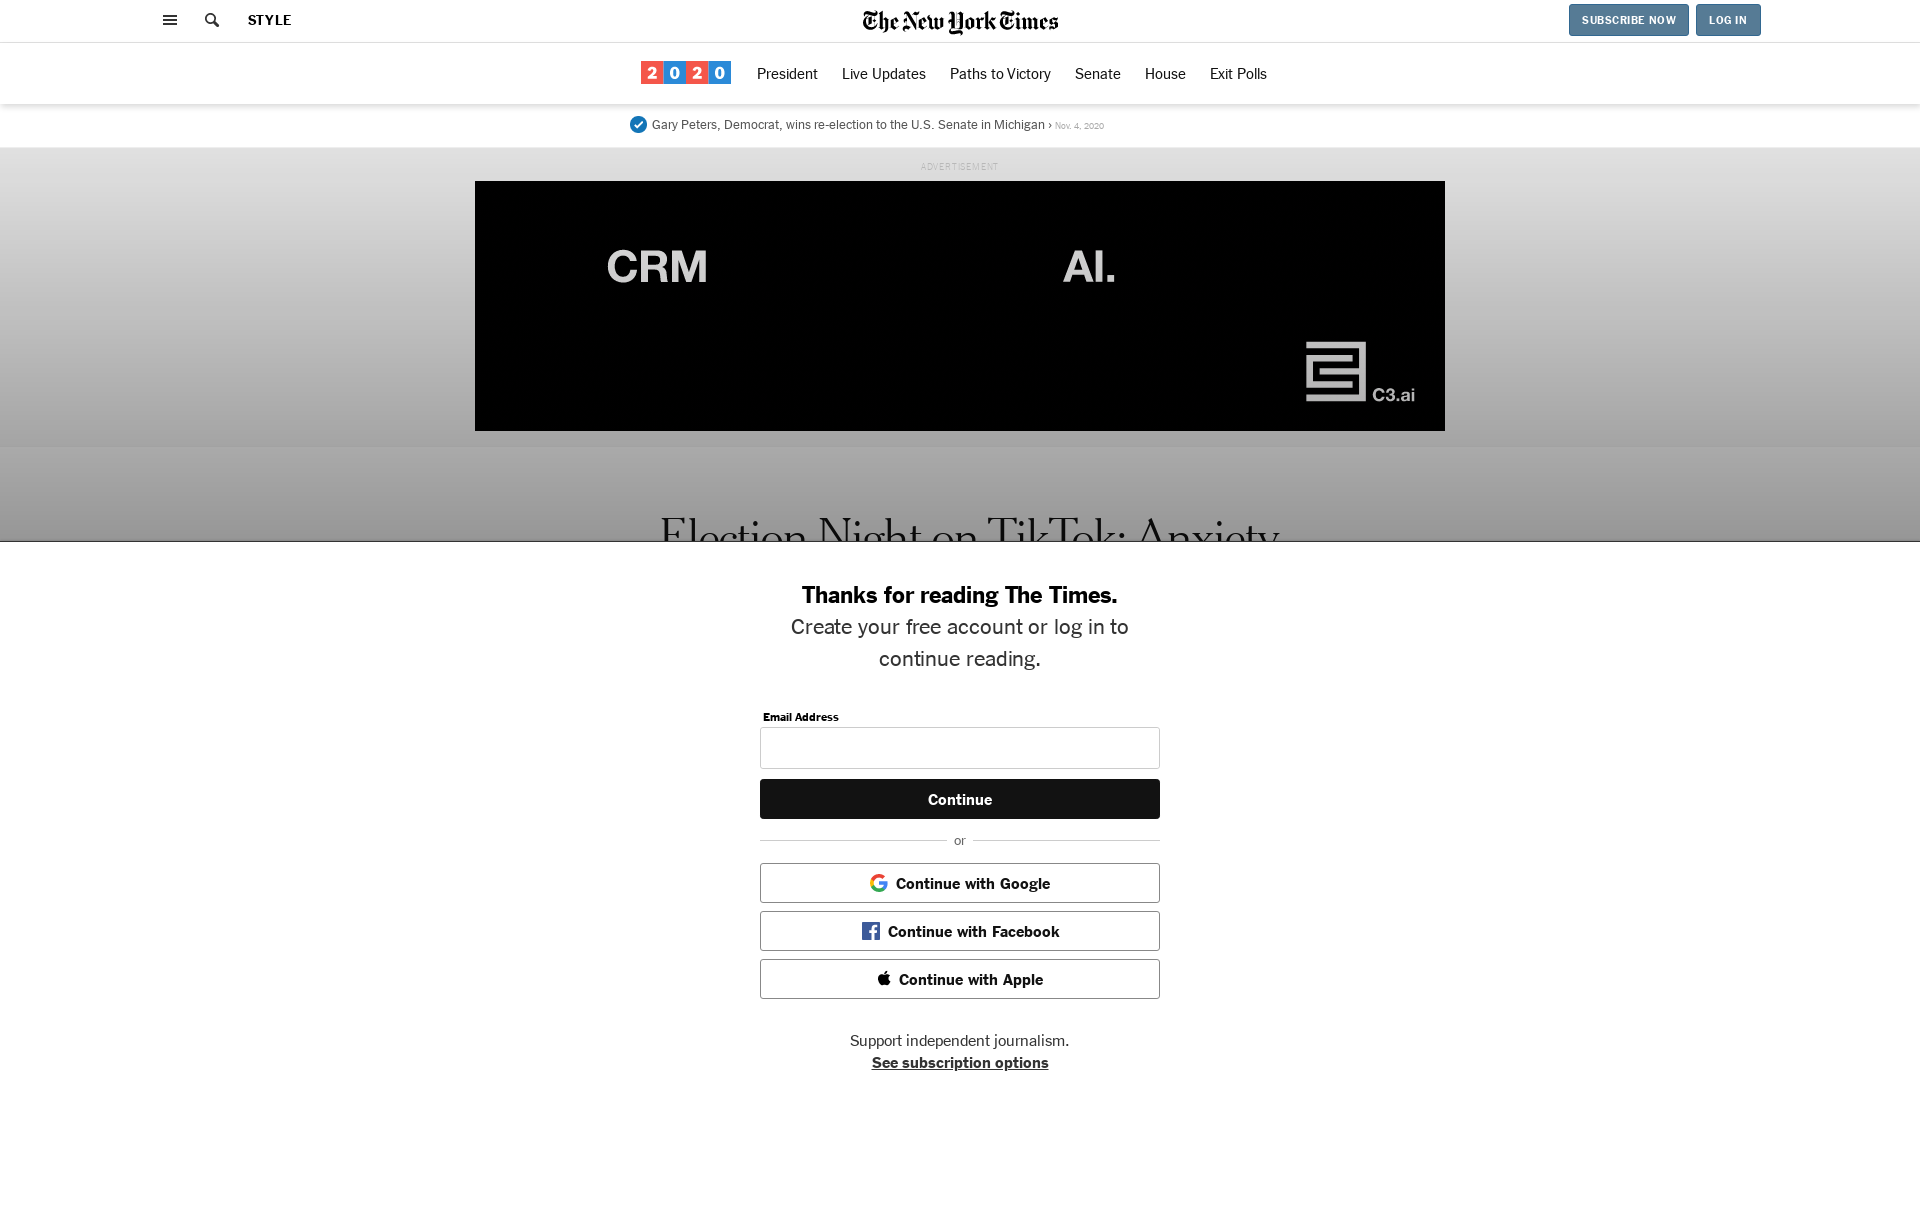 STYLE
The New York Times
SUBSCRIBE NOW
LOG IN
2020
President
Live Updates
Paths to Victory
Senate
House
Exit Polls
Gary Peters, Democrat, wins re-election to the U.S. Senate in Michigan › Nov. 4, 2020
ADVERTISEMENT
CRM AI.
C3.ai
Election Night on TikTok: Anxiety
Thanks for reading The Times.
Create your free account or log in to
continue reading.
Email Address
Continue
or
Continue with Google
Continue with Facebook
Continue with Apple
Support independent journalism.
See subscription options